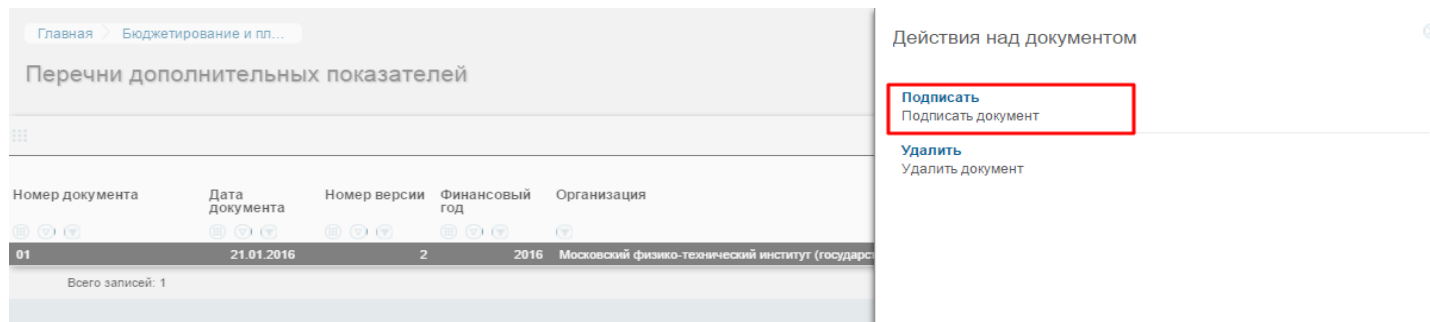 Главная Бюджетирование и пл...
Перечни дополнительных показателей
Номер документа Дата документа Номер версии Финансовый год Организация
01 21.01.2016 2 2016 Московский физико-технический институт (государст
Всего записей: 1
Действия над документом
Подписать
Подписать документ
Удалить
Удалить документ